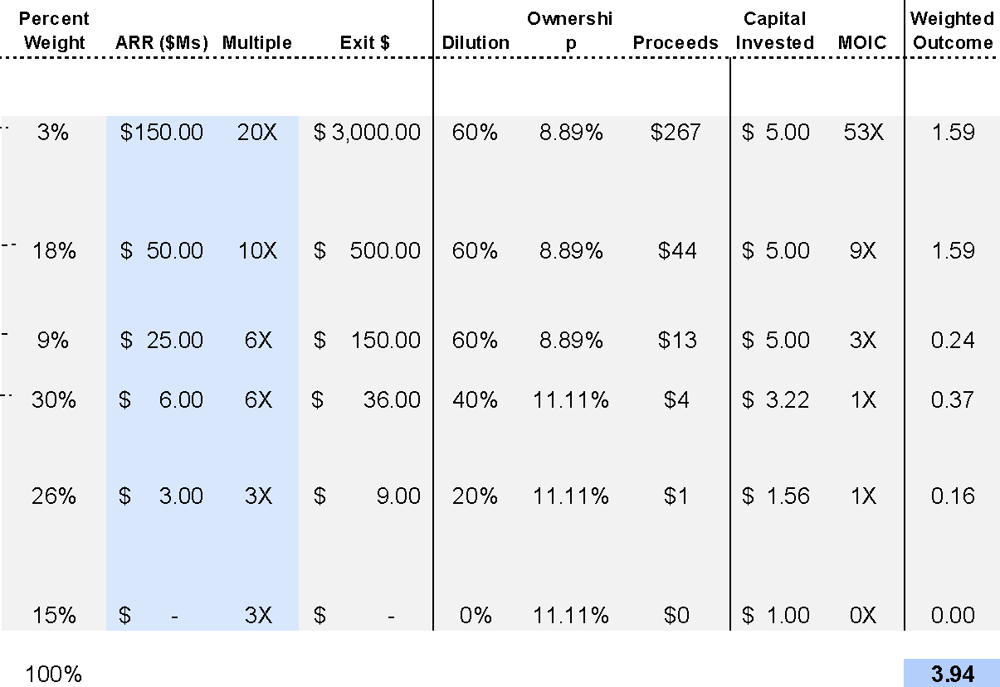 Percent Weight ARR ($Ms) Multiple Exit $ Dilution Ownershi p Proceeds Capital Invested MOIC Weighted Outcome
3% $150.00 20X $ 3,000.00 60% 8.89% $267 $ 5.00 53X 1.59
18% $ 50.00 10X $ 500.00 60% 8.89% $44 $ 5.00 9X 1.59
9% $ 25.00 6X $ 150.00 60% 8.89% $13 $ 5.00 3X 0.24
30% $ 6.00 6X $ 36.00 40% 11.11% $4 $ 3.22 1X 0.37
26% $ 3.00 3X $ 9.00 20% 11.11% $1 $ 1.56 1X 0.16
15% $ - 3X $ - 0% 11.11% $0 $ 1.00 0X 0.00
100% 3.94